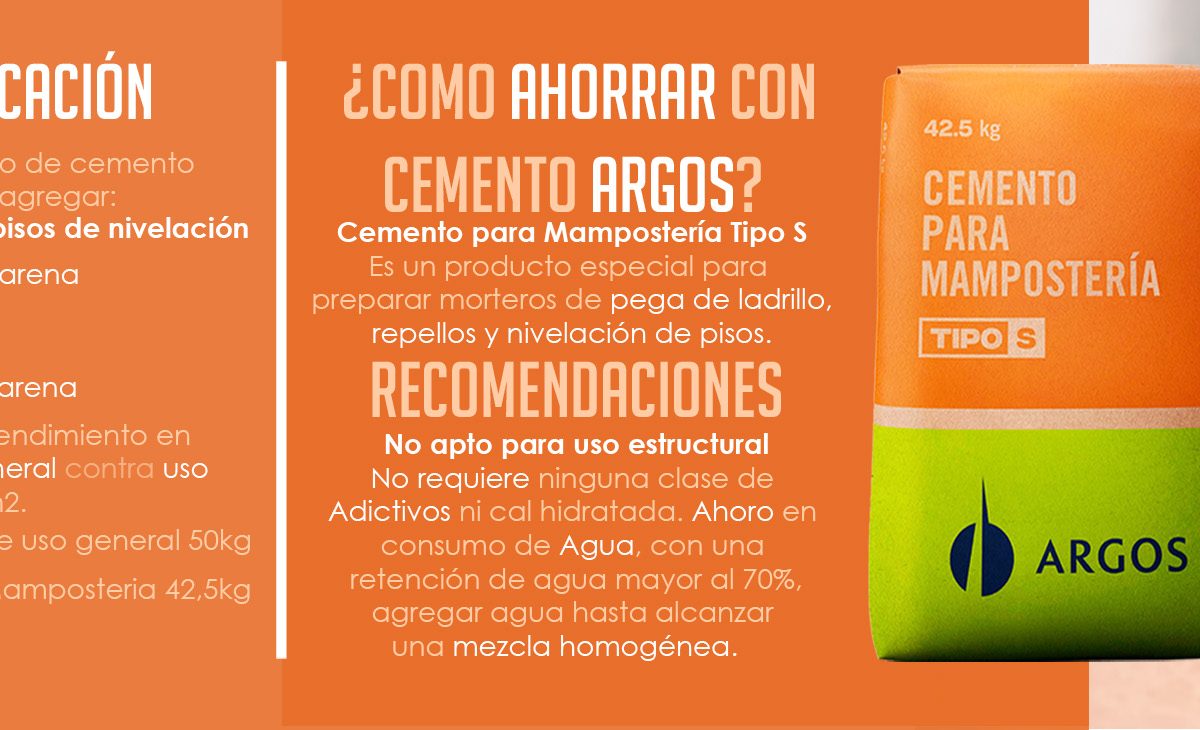 CACIÓN
o de cemento
agregar:
pisos de nivelación
arena
arena
endimiento en
neral contra uso
n2.
e uso general 50kg
amposteria 42,5kg
¿COMO AHORRAR CON
CEMENTO ARGOS?
Cemento para Mampostería Tipo S
Es un producto especial para
preparar morteros de pega de ladrillo,
repellos y nivelación de pisos.
RECOMENDACIONES
No apto para uso estructural
No requiere ninguna clase de
Adictivos ni cal hidratada. Ahoro en
consumo de Agua, con una
retención de agua mayor al 70%,
agregar agua hasta alcanzar
una mezcla homogénea.
42.5 kg
CEMENTO
PARA
MAMPOSTERÍA
TIPO S
ARGOS